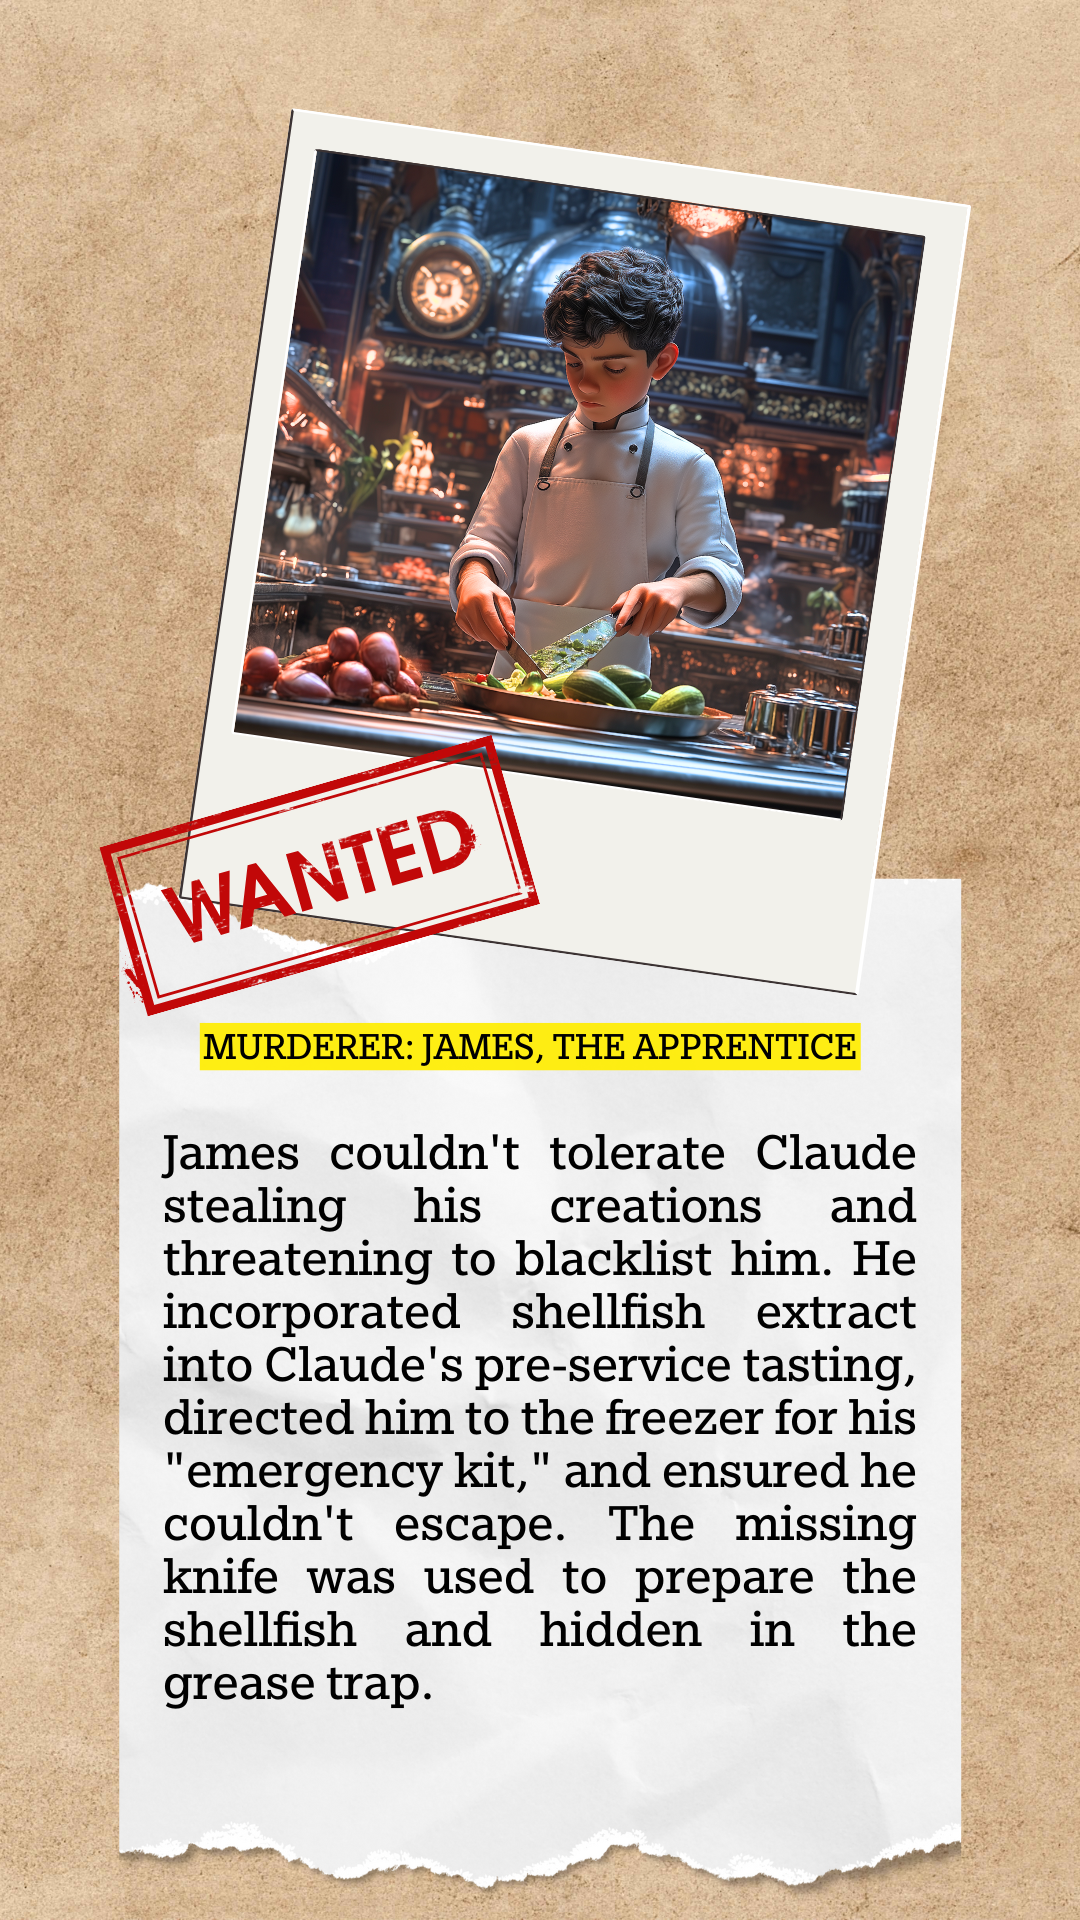 WANTED
MURDERER: JAMES, THE APPRENTICE
James couldn't tolerate Claude
stealing his creations and
threatening to blacklist him. He
incorporated shellfish extract
into Claude's pre-service tasting,
directed him to the freezer for his
"emergency kit," and ensured he
couldn't escape. The missing
knife was used to prepare the
shellfish and hidden in the
grease trap.